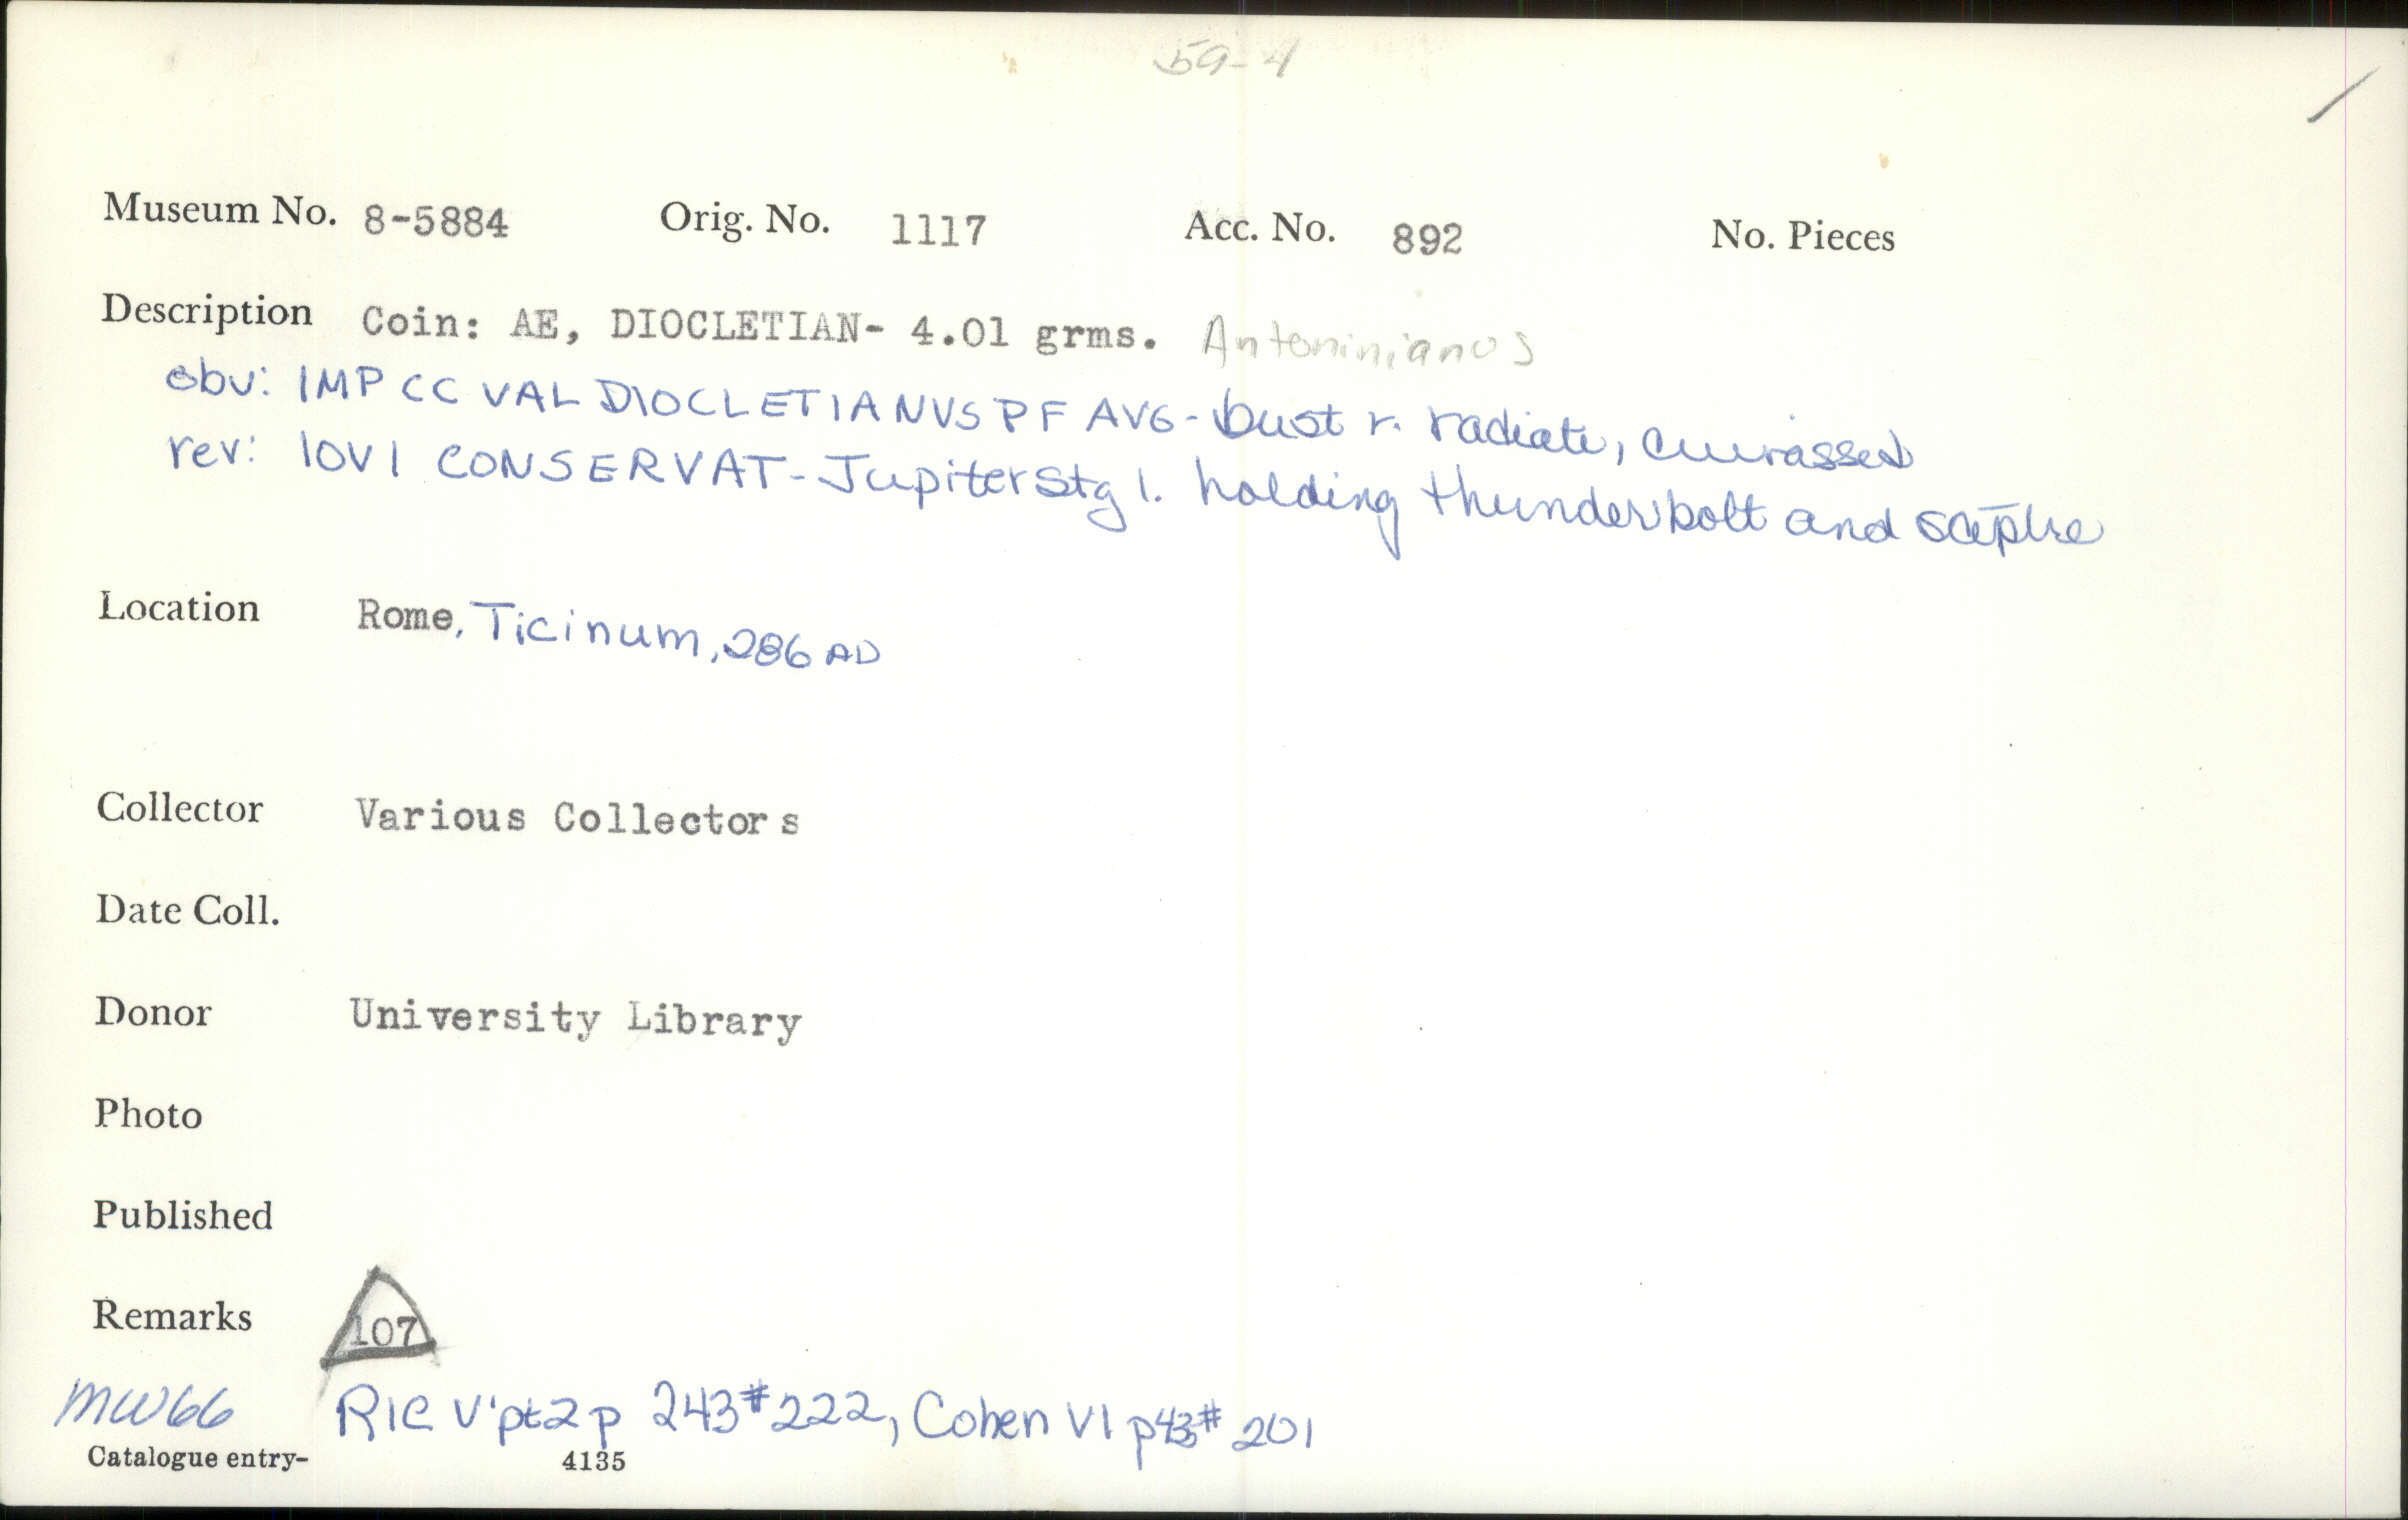 59-4
Museum No. 8-5884 Orig. No. 1117 Acc. No. 892 No. Pieces
Description Coin: AE, DIOCLETIAN- 4.01 grms. Antoninianus
obv: IMP CC VAL DIOCLETIANVS PF AVG - bust r. radiate, cuirassed
rev: IOVI CONSERVAT - Jupiter stg l. holding thunderbolt and sceptre
Location Rome, Ticinum, 286 AD
Collector Various Collectors
Date Coll.
Donor University Library
Photo
Published
Remarks 107
MW66 RIC V pt2 p 243 #222, Cohen VI p43 # 201
Catalogue entry- 4135